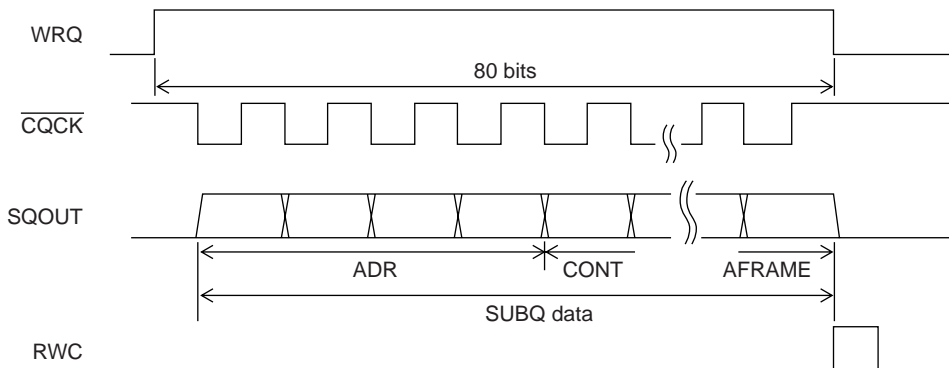 WRQ
80 bits
CQCK
SQOUT
ADR CONT AFRAME
SUBQ data
RWC